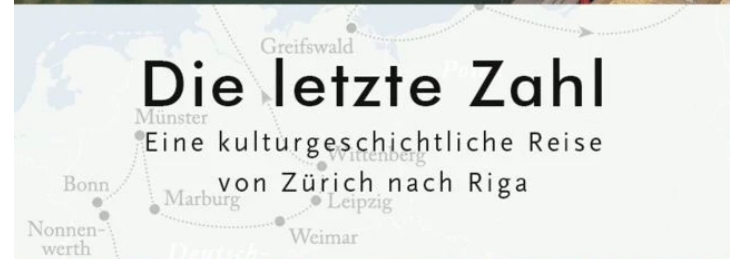 Greifswald
Die letzte Zahl
Münster
Eine kulturgeschichtliche Reise
Wittenberg
von Zürich nach Riga
Bonn
Marburg
Leipzig
Nonnen-
werth
Weimar
Deutsch-